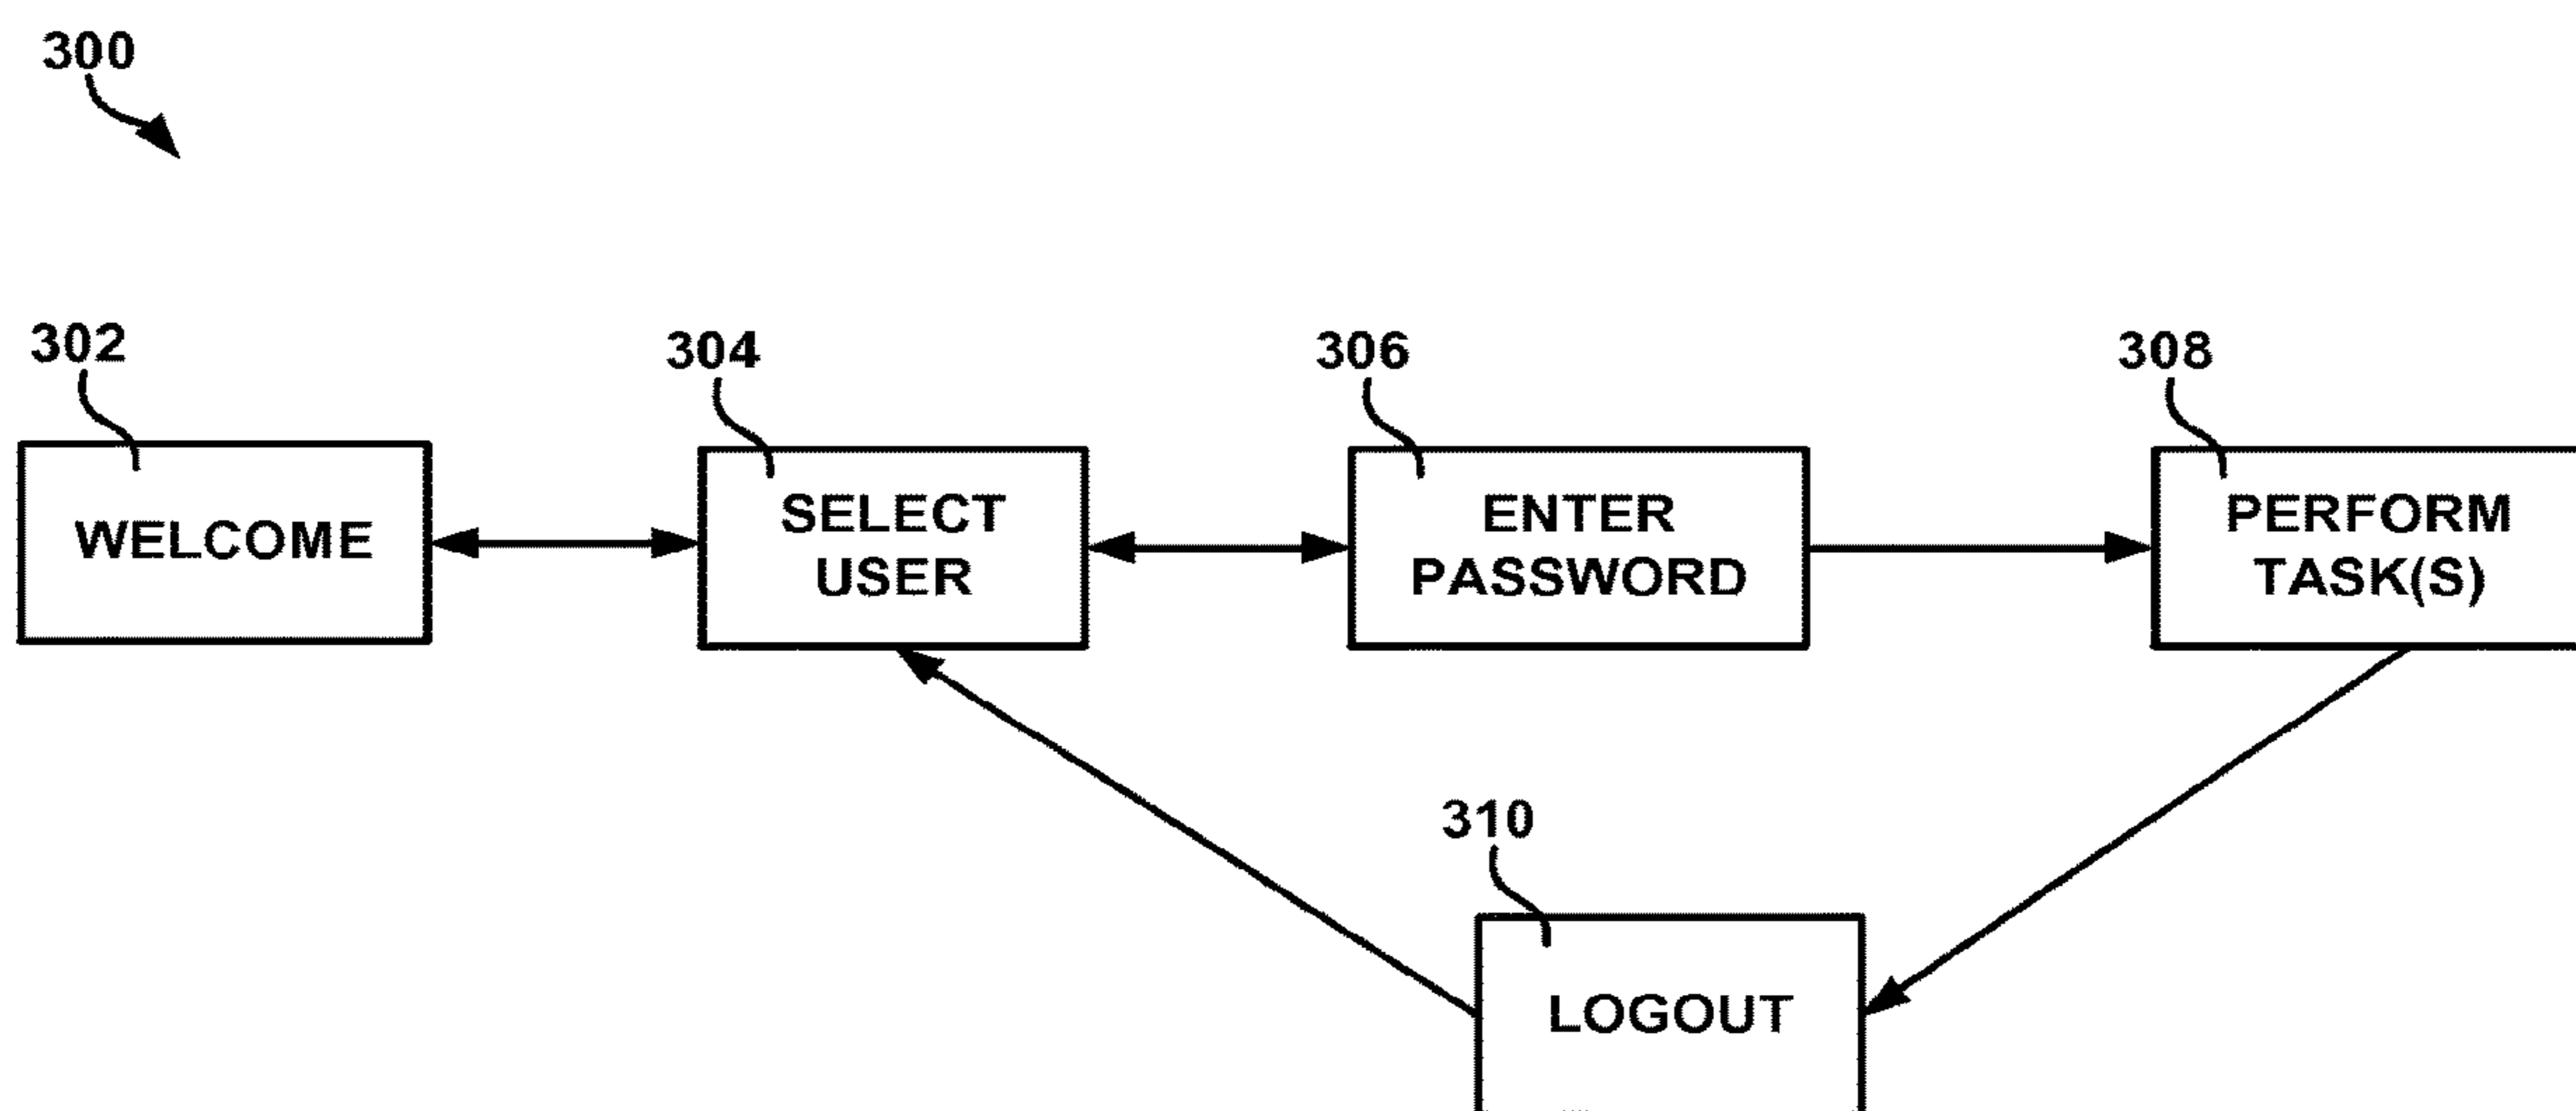 300
302
304
306
308
WELCOME
SELECT
USER
ENTER
PASSWORD
PERFORM
TASK(S)
310
LOGOUT